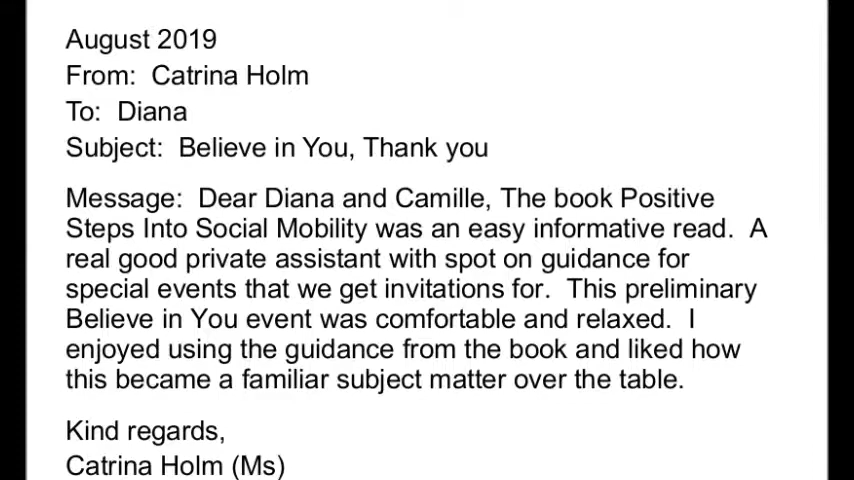 August 2019
From:  Catrina Holm
To:  Diana
Subject:  Believe in You, Thank you
Message:  Dear Diana and Camille, The book Positive
Steps Into Social Mobility was an easy informative read.  A
real good private assistant with spot on guidance for
special events that we get invitations for.  This preliminary
Believe in You event was comfortable and relaxed.  I
enjoyed using the guidance from the book and liked how
this became a familiar subject matter over the table.
Kind regards,
Catrina Holm (Ms)